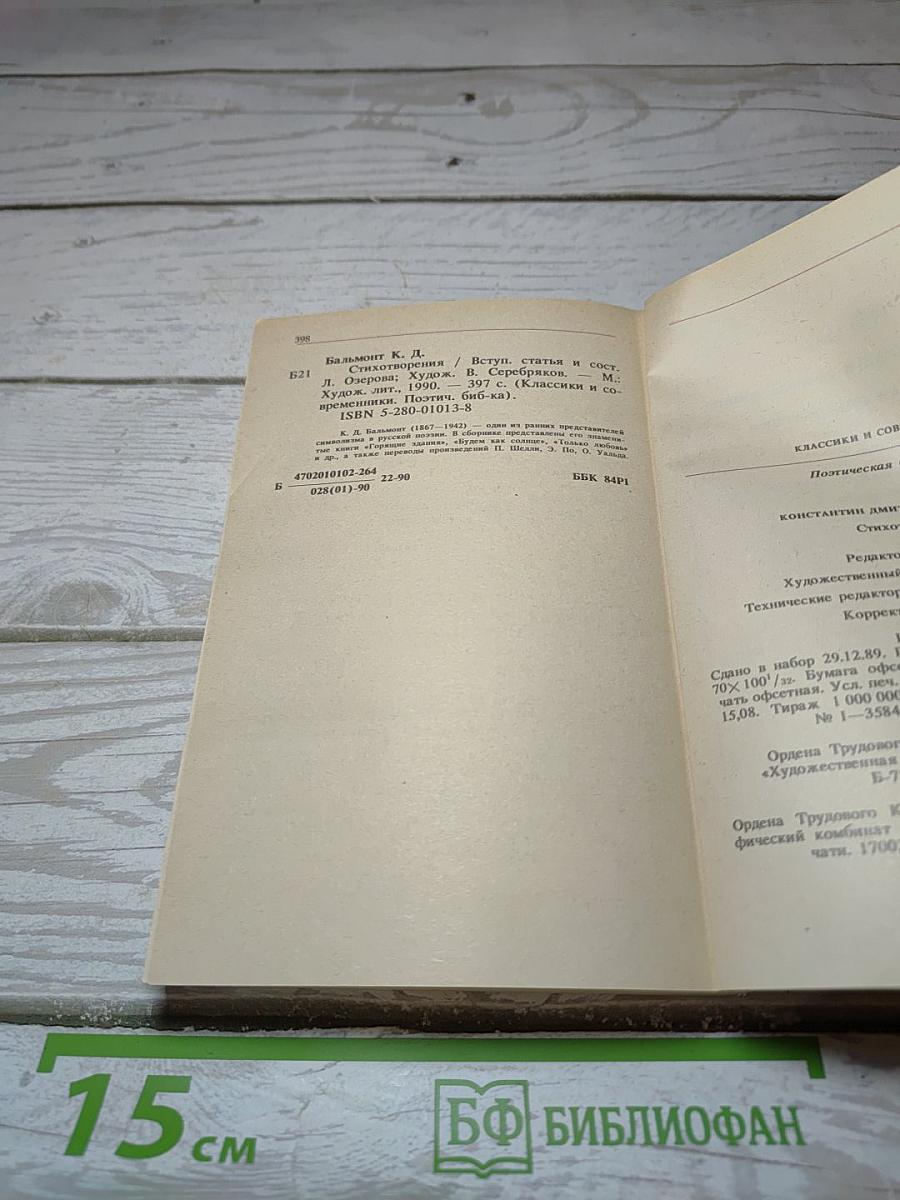 398
Бальмонт К. Д.
Б21 Стихотворения / Вступ. статья и сост.
Л. Озерова; Худож. В. Серебряков. — М.:
Худож. лит., 1990. — 397 с. (Классики и со-
временники. Поэтич. биб-ка).
ISBN 5-280-01013-8
К. Д. Бальмонт (1867—1942) — один из ранних представителей
символизма в русской поэзии. В сборнике представлены его знамени-
тые книги «Горящие здания», «Будем как солнце», «Только любовь»
и др., а также переводы произведений П. Шелли, Э. По, О. Уальда.
Б 4702010102-264 22-90 ББК 84Р1
028(01)-90
КЛАССИКИ И СОВ
Поэтическая
КОНСТАНТИН ДМИТ
Стихот
Редакто
Художественный
Технические редактор
Коррект
Сдано в набор 29.12.89.
70×100¹/32. Бумага офсе
чать офсетная. Усл. печ.
15,08. Тираж 1 000 000
№ 1—3584
Ордена Трудового
«Художественная
Б-7
Ордена Трудового К
фический комбинат
чати. 1700
15 см
БФ БИБЛИОФАН